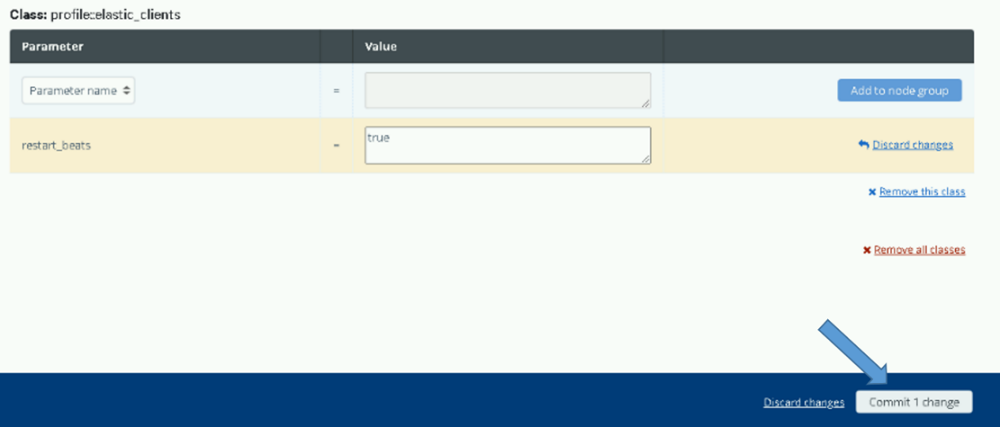 Class: profile::elastic_clients
Parameter Value
Parameter name = Add to node group
restart_beats = true Discard changes
Remove this class
Remove all classes
Discard changes Commit 1 change